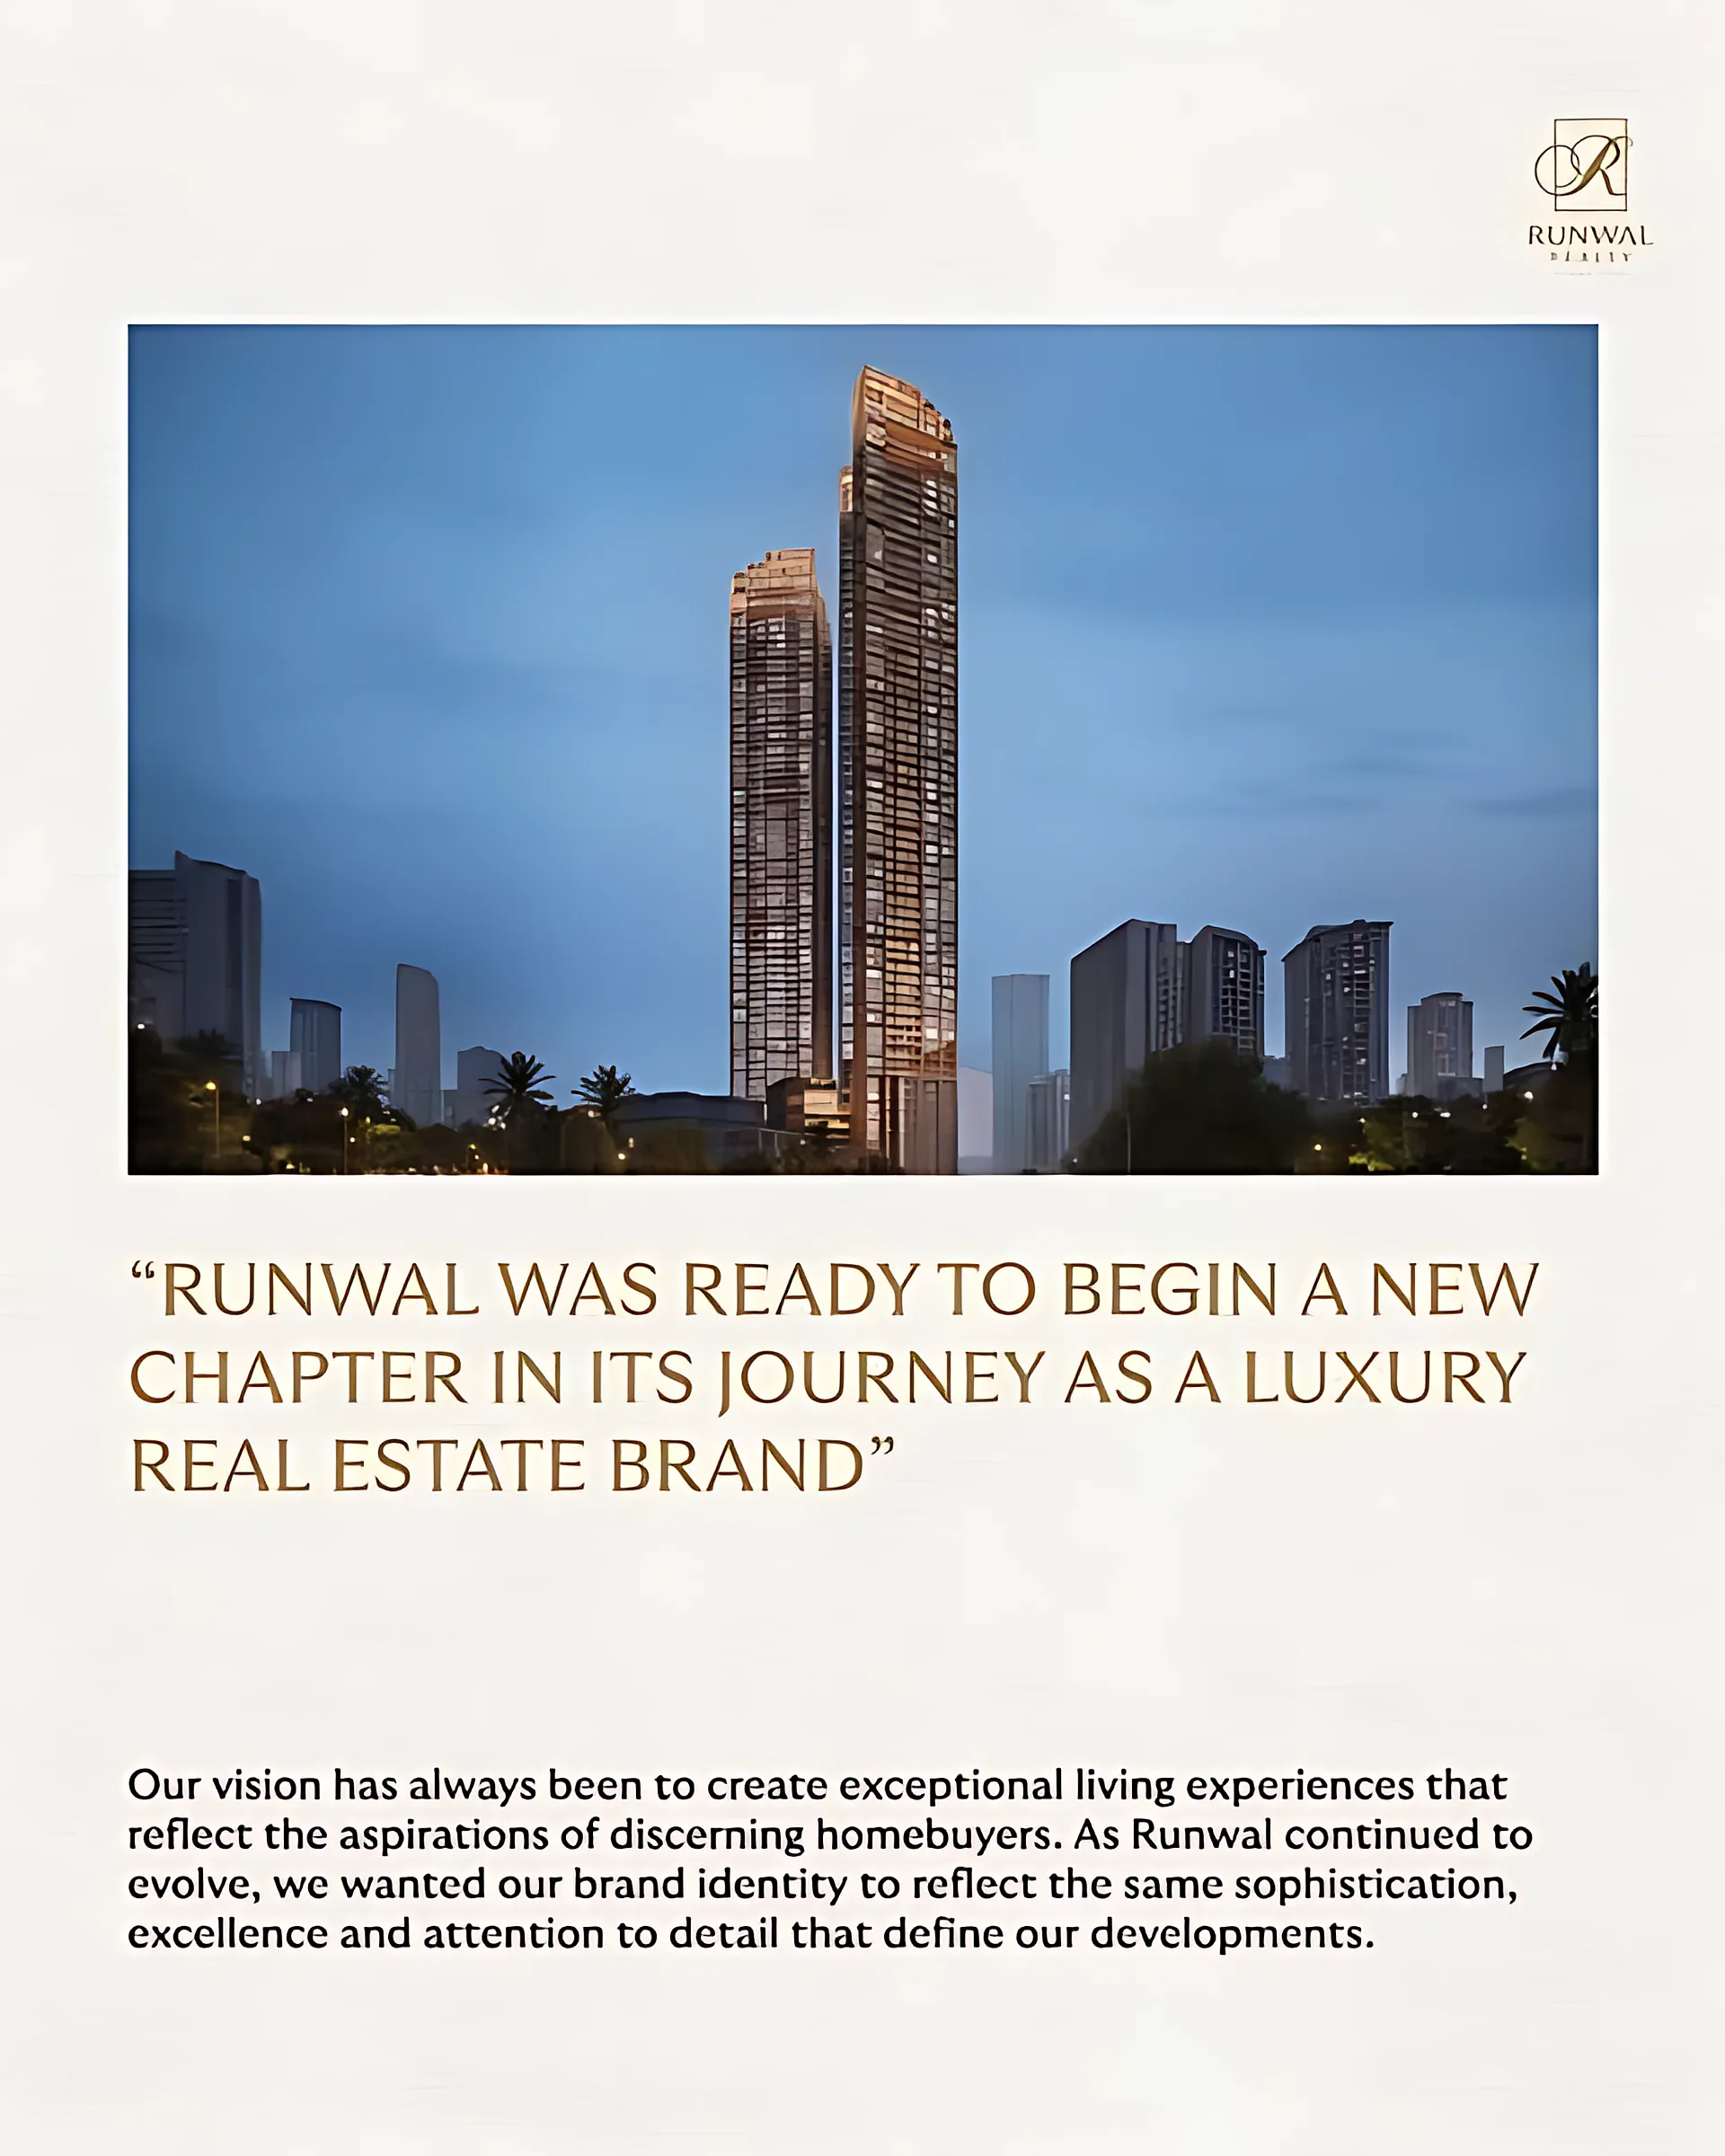 RUNWAL
“RUNWAL WAS READY TO BEGIN A NEW
CHAPTER IN ITS JOURNEY AS A LUXURY
REAL ESTATE BRAND”
Our vision has always been to create exceptional living experiences that
reflect the aspirations of discerning homebuyers. As Runwal continued to
evolve, we wanted our brand identity to reflect the same sophistication,
excellence and attention to detail that define our developments.